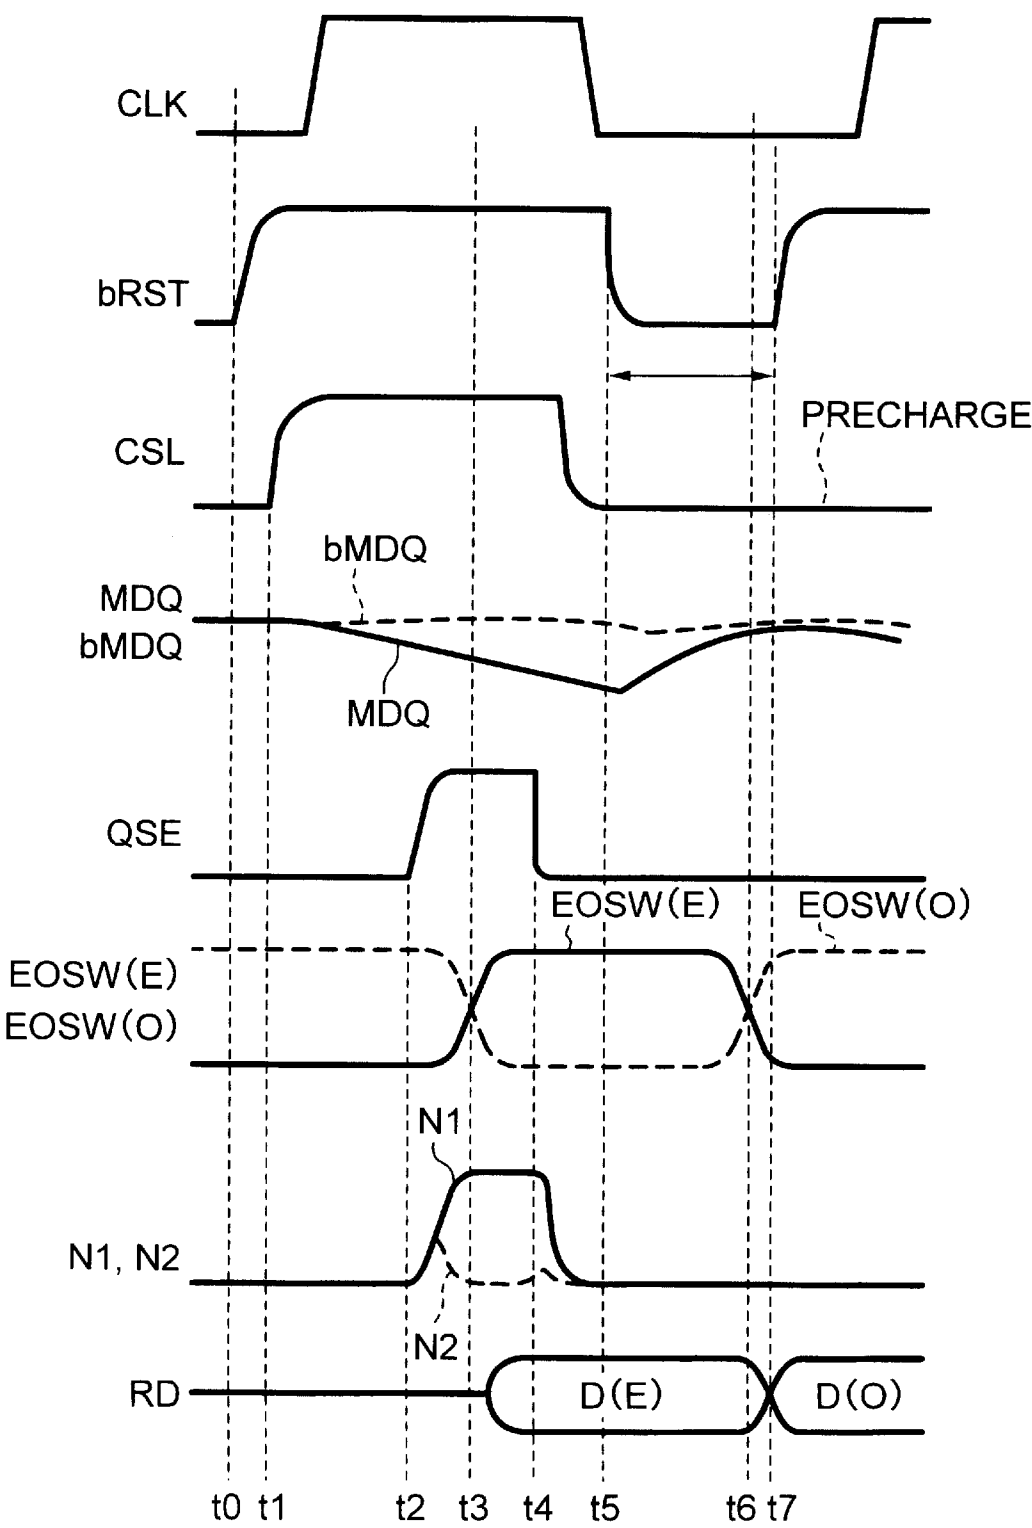 CLK
bRST
PRECHARGE
CSL
bMDQ
MDQ
bMDQ
MDQ
QSE
EOSW(E) EOSW(O)
EOSW(E)
EOSW(O)
N1
N1, N2
N2
RD D(E) D(O)
t0 t1 t2 t3 t4 t5 t6 t7